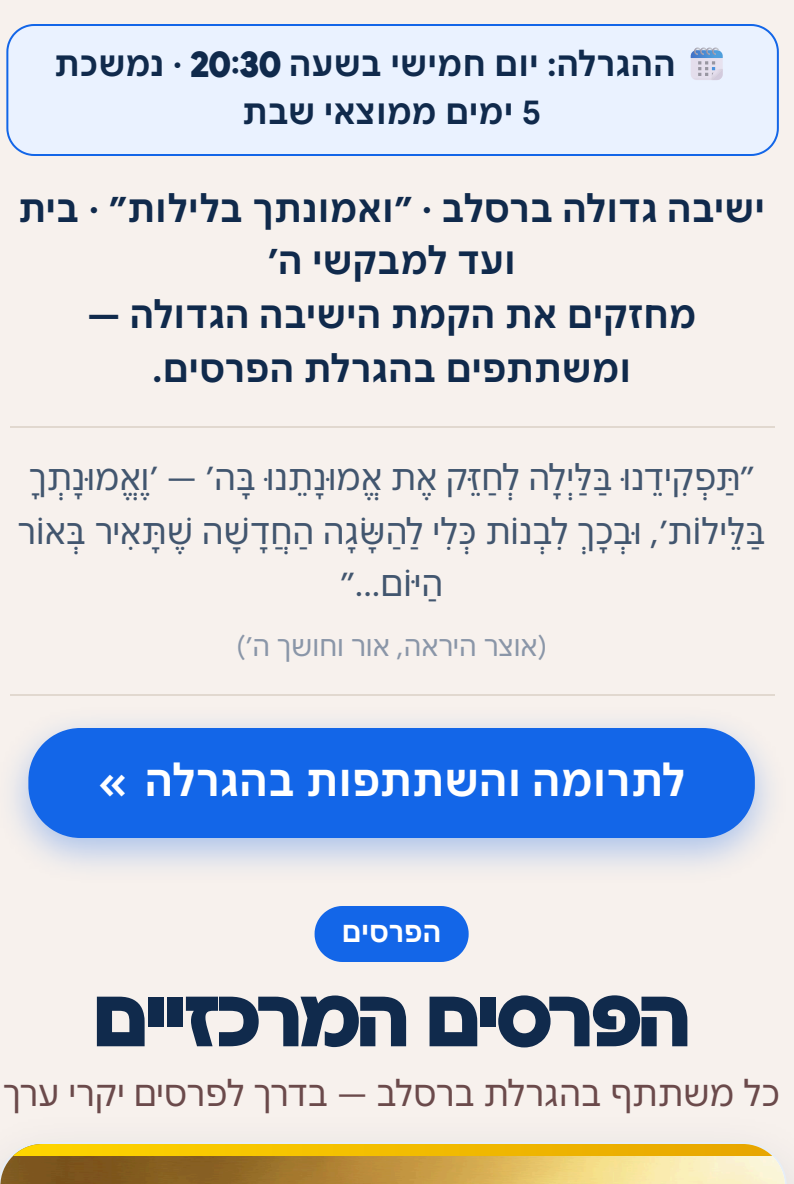 ההגרלה: יום חמישי בשעה 20:30 · נמשכת
5 ימים ממוצאי שבת
ישיבה גדולה ברסלב · ״ואמונתך בלילות״ · בית
ועד למבקשי ה׳
מחזקים את הקמת הישיבה הגדולה —
ומשתתפים בהגרלת הפרסים.
״תַּפְקִידֵנוּ בַּלַּיְלָה לְחַזֵּק אֶת אֱמוּנָתֵנוּ בָּה׳ — ׳וֶאֱמוּנָתְךָ
בַּלֵּילוֹת׳, וּבְכָךְ לִבְנוֹת כְּלִי לַהַשָּׂגָה הַחֲדָשָׁה שֶׁתָּאִיר בְּאוֹר
הַיּוֹם...״
(אוצר היראה, אור וחושך ה׳)
לתרומה והשתתפות בהגרלה »
הפרסים
הפרסים המרכזיים
כל משתתף בהגרלת ברסלב — בדרך לפרסים יקרי ערך